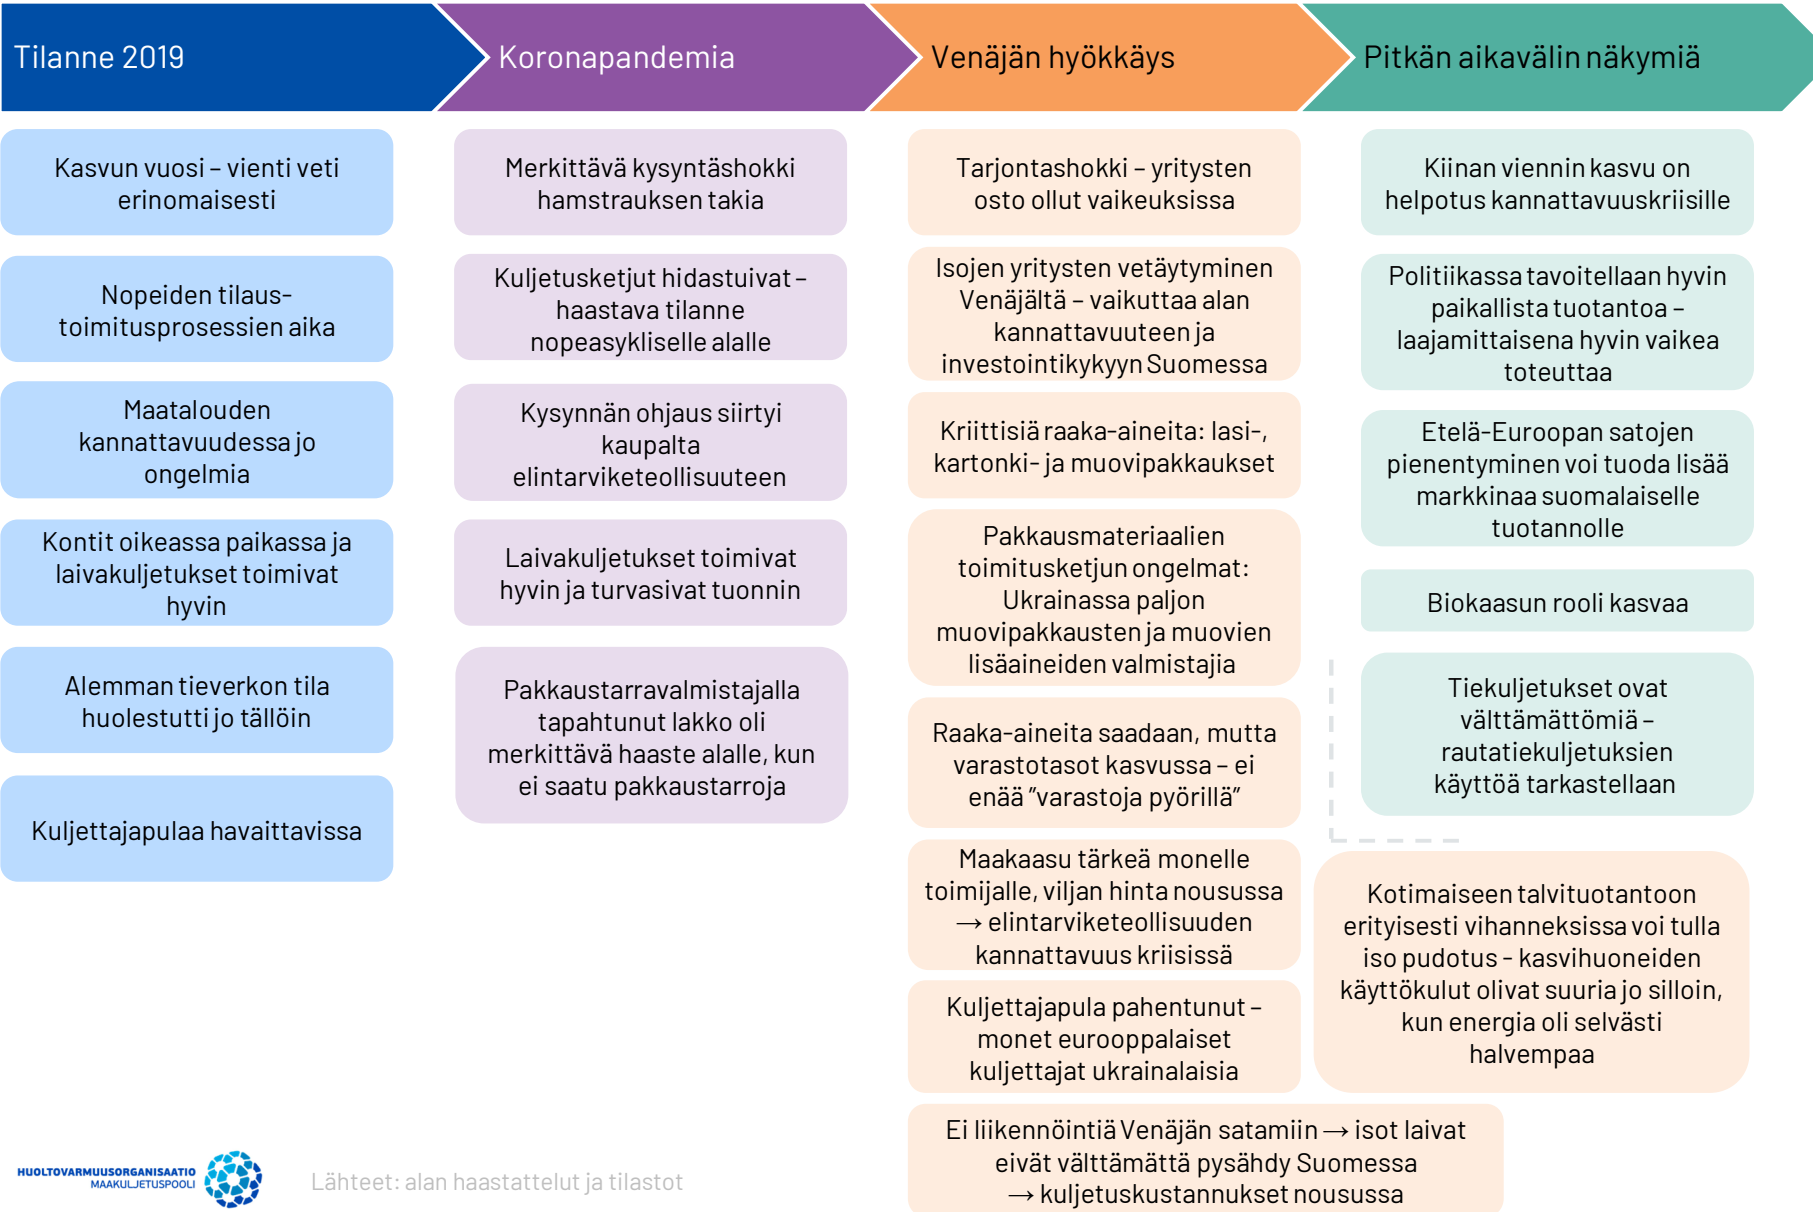 Tilanne 2019
Koronapandemia
Venäjän hyökkäys
Pitkän aikavälin näkymiä
Kasvun vuosi – vienti veti
erinomaisesti
Nopeiden tilaus-
toimitusprosessien aika
Maatalouden
kannattavuudessa jo
ongelmia
Kontit oikeassa paikassa ja
laivakuljetukset toimivat
hyvin
Alemman tieverkon tila
huolestutti jo tällöin
Kuljettajapulaa havaittavissa
Merkittävä kysyntäshokki
hamstrauksen takia
Kuljetusketjut hidastuivat –
haastava tilanne
nopeasykliselle alalle
Kysynnän ohjaus siirtyi
kaupalta
elintarviketeollisuuteen
Laivakuljetukset toimivat
hyvin ja turvasivat tuonnin
Pakkaustarravalmistajalla
tapahtunut lakko oli
merkittävä haaste alalle, kun
ei saatu pakkaustarroja
Tarjontashokki – yritysten
osto ollut vaikeuksissa
Isojen yritysten vetäytyminen
Venäjältä – vaikuttaa alan
kannattavuuteen ja
investointikykyyn Suomessa
Kriittisiä raaka-aineita: lasi-,
kartonki- ja muovipakkaukset
Pakkausmateriaalien
toimitusketjun ongelmat:
Ukrainassa paljon
muovipakkausten ja muovien
lisäaineiden valmistajia
Raaka-aineita saadaan, mutta
varastotasot kasvussa – ei
enää ”varastoja pyörillä”
Maakaasu tärkeä monelle
toimijalle, viljan hinta nousussa
→ elintarviketeollisuuden
kannattavuus kriisissä
Kuljettajapula pahentunut –
monet eurooppalaiset
kuljettajat ukrainalaisia
Ei liikennöintiä Venäjän satamiin → isot laivat
eivät välttämättä pysähdy Suomessa
→ kuljetuskustannukset nousussa
Kiinan viennin kasvu on
helpotus kannattavuuskriisille
Politiikassa tavoitellaan hyvin
paikallista tuotantoa –
laajamittaisena hyvin vaikea
toteuttaa
Etelä-Euroopan satojen
pienentyminen voi tuoda lisää
markkinaa suomalaiselle
tuotannolle
Biokaasun rooli kasvaa
Tiekuljetukset ovat
välttämättömiä –
rautatiekuljetuksien
käyttöä tarkastellaan
Kotimaiseen talvituotantoon
erityisesti vihanneksissa voi tulla
iso pudotus - kasvihuoneiden
käyttökulut olivat suuria jo silloin,
kun energia oli selvästi
halvempaa
HUOLTOVARMUUSORGANISAATIO
MAAKULJETUSPOOLI
Lähteet: alan haastattelut ja tilastot